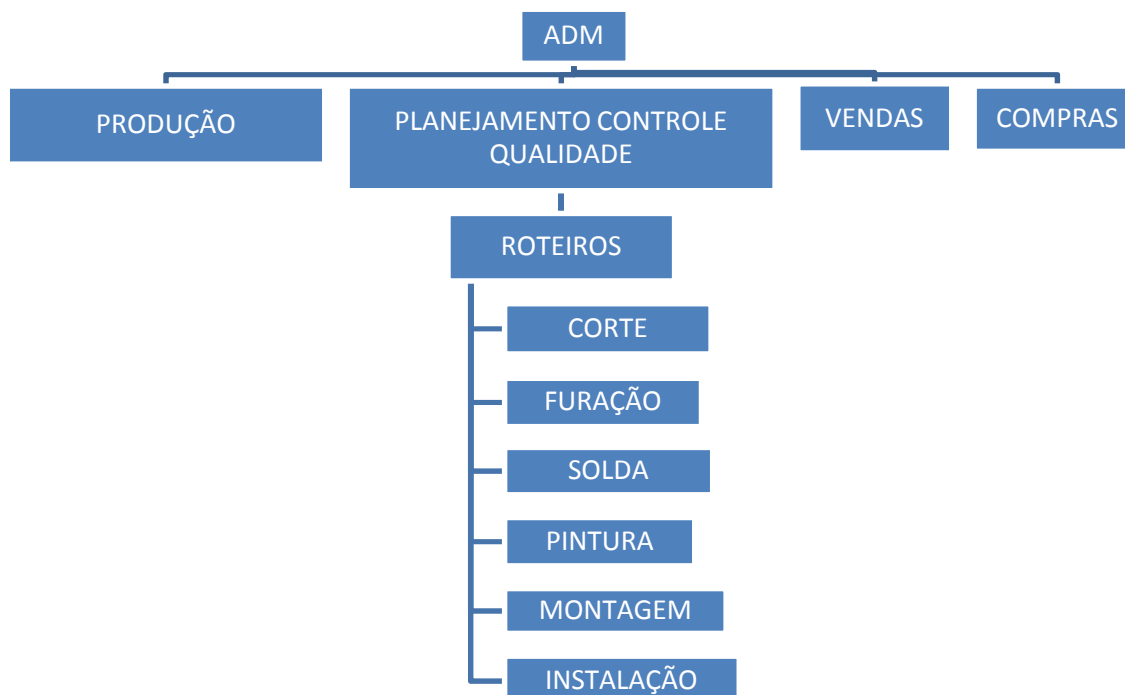 ADM
PRODUÇÃO
PLANEJAMENTO CONTROLE
QUALIDADE
VENDAS
COMPRAS
ROTEIROS
CORTE
FURAÇÃO
SOLDA
PINTURA
MONTAGEM
INSTALAÇÃO